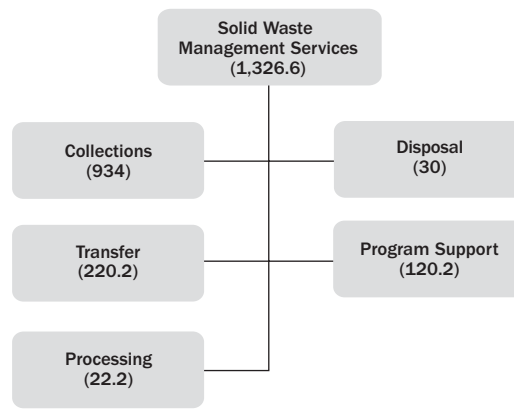 Solid Waste
Management Services
(1,326.6)
Collections
(934)
Disposal
(30)
Transfer
(220.2)
Program Support
(120.2)
Processing
(22.2)